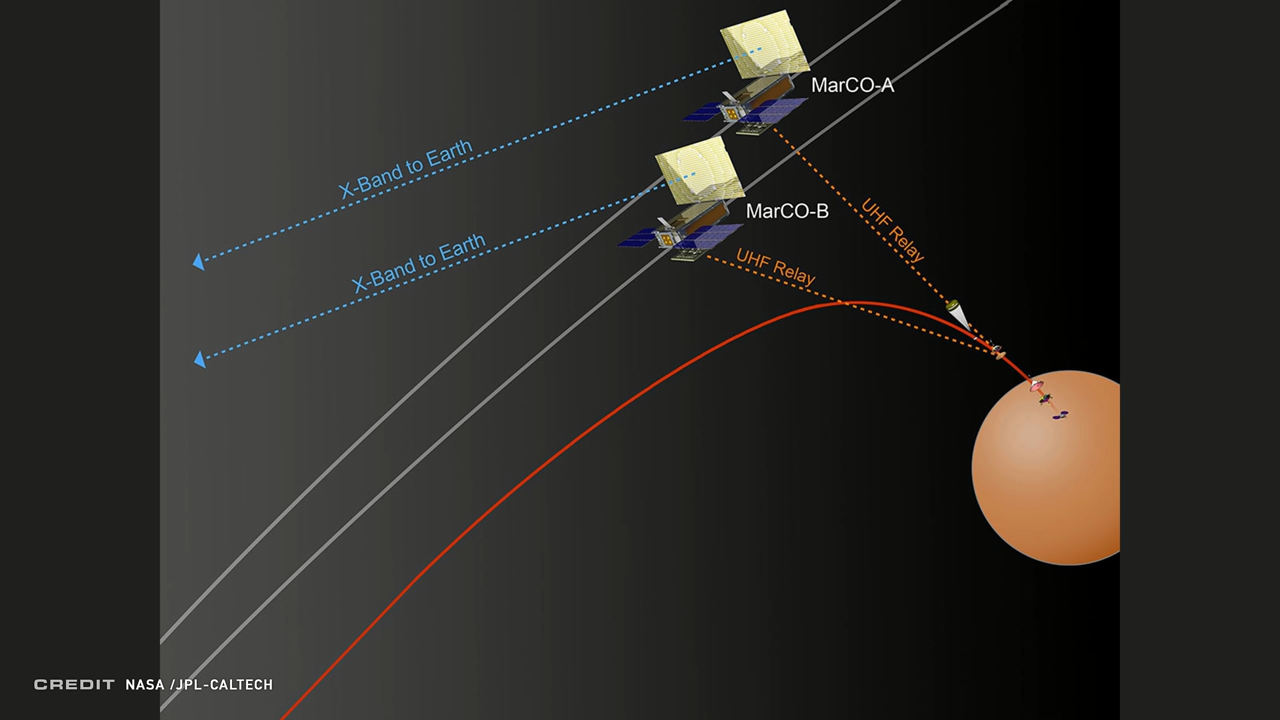 MarCO-A
X-Band to Earth
MarCO-B
UHF Relay
X-Band to Earth
UHF Relay
CREDIT NASA /JPL-CALTECH